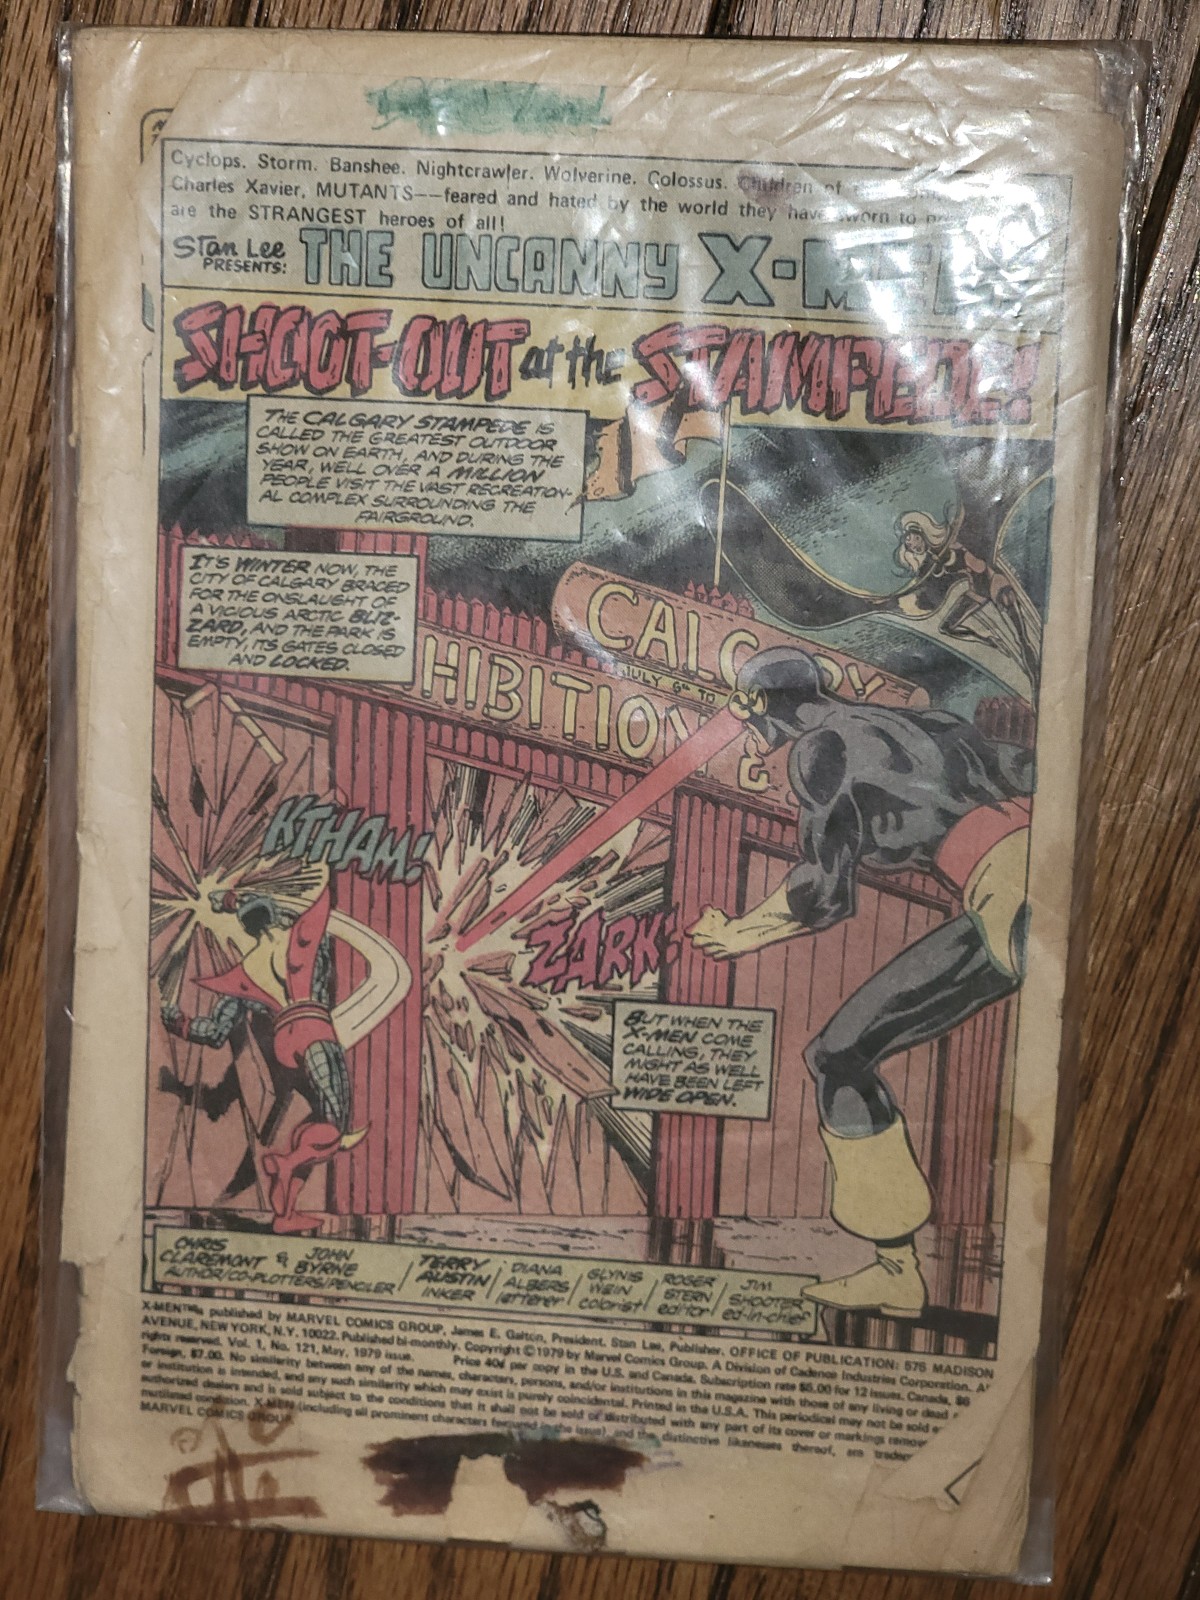 Cyclops. Storm. Banshee. Nightcrawler. Wolverine. Colossus. Children of
Charles Xavier, MUTANTS——feared and hated by the world they have sworn to
are the STRANGEST heroes of all!
Stan Lee
PRESENTS:
THE UNCANNY X-MEN
SHOOT-OUT at the STAMPEDE!
THE CALGARY STAMPEDE IS
CALLED THE GREATEST OUTDOOR
SHOW ON EARTH, AND DURING THE
YEAR, WELL OVER A MILLION
PEOPLE VISIT THE VAST RECREATION-
AL COMPLEX SURROUNDING THE
FAIRGROUND.
IT'S WINTER NOW, THE
CITY OF CALGARY BRACED
FOR THE ONSLAUGHT OF
A VICIOUS ARCTIC BLIZ-
ZARD, AND THE PARK IS
EMPTY, ITS GATES CLOSED
AND LOCKED.
CALGARY
HIBITION
JULY 6th TO
&
KTHAM!
ZARK!
BUT WHEN THE
X-MEN COME
CALLING, THEY
MIGHT AS WELL
HAVE BEEN LEFT
WIDE OPEN.
CHRIS CLAREMONT & JOHN BYRNE
AUTHOR/CO-PLOTTERS/PENCILER
TERRY
AUSTIN
INKER
DIANA
ALBERS
letterer
GLYNIS
WEIN
colorist
ROGER
STERN
editor
JIM
SHOOTER
ed-in-chief
X-MEN™ is published by MARVEL COMICS GROUP, James E. Galton, President. Stan Lee, Publisher. OFFICE OF PUBLICATION: 575 MADISON
AVENUE, NEW YORK, N.Y. 10022. Published bi-monthly. Copyright ©1979 by Marvel Comics Group, A Division of Cadence Industries Corporation.
rights reserved. Vol. 1, No. 121, May, 1979 issue. Price 40¢ per copy in the U.S. and Canada. Subscription rate $5.00 for 12 issues. Canada, $6
Foreign, $7.00. No similarity between any of the names, characters, persons, and/or institutions in this magazine with those of any living or dead
or institution is intended, and any such similarity which may exist is purely coincidental. Printed in the U.S.A. This periodical may not be sold
authorized dealers and is sold subject to the conditions that it shall not be sold or distributed with any part of its cover or markings
mutilated condition. X-MEN (including all prominent characters featured in the issue) and the distinctive likenesses thereof, are
MARVEL COMICS GROUP.